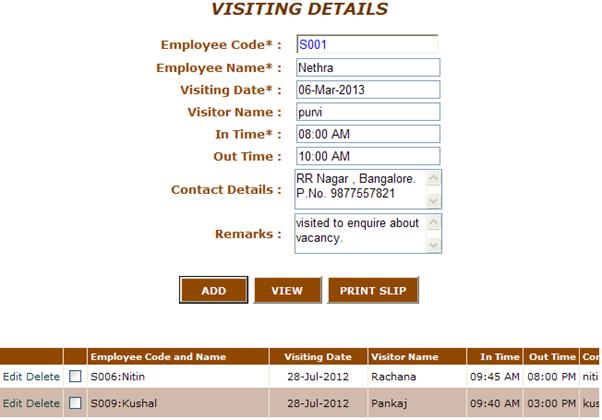 VISITING DETAILS
Employee Code* : S001
Employee Name* : Nethra
Visiting Date* : 06-Mar-2013
Visitor Name : purvi
In Time* : 08:00 AM
Out Time : 10:00 AM
Contact Details : RR Nagar , Bangalore.
P.No. 9877557821
Remarks : visited to enquire about
vacancy.
ADD VIEW PRINT SLIP
Employee Code and Name Visiting Date Visitor Name In Time Out Time Cor
Edit Delete S006:Nitin 28-Jul-2012 Rachana 09:45 AM 08:00 PM niti
Edit Delete S009:Kushal 28-Jul-2012 Pankaj 09:40 AM 03:00 PM kus